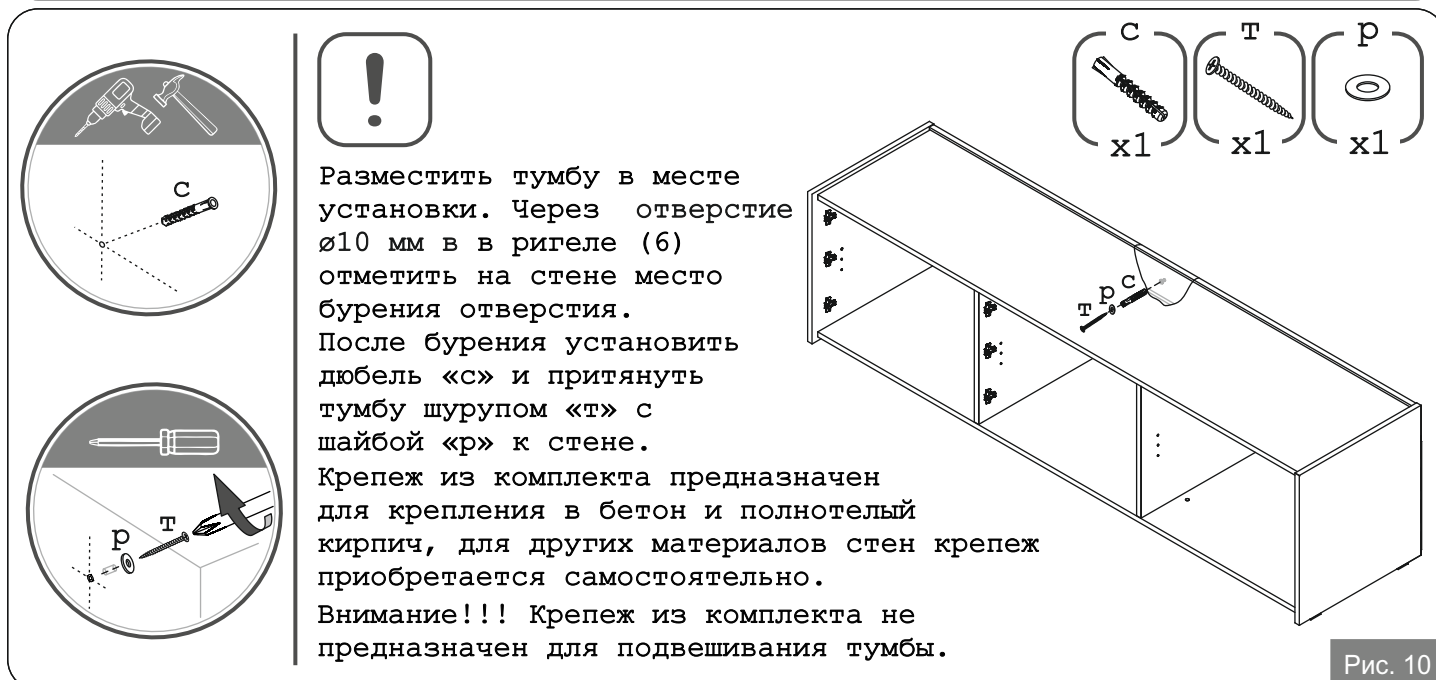 с т р
x1 x1 x1
с
Разместить тумбу в месте
установки. Через отверстие
ø10 мм в в ригеле (6)
отметить на стене место
бурения отверстия.
После бурения установить
дюбель «с» и притянуть
тумбу шурупом «т» с
шайбой «р» к стене.
Крепеж из комплекта предназначен
для крепления в бетон и полнотелый
кирпич, для других материалов стен крепеж
приобретается самостоятельно.
Внимание!!! Крепеж из комплекта не
предназначен для подвешивания тумбы.
т р с
р т
Рис. 10